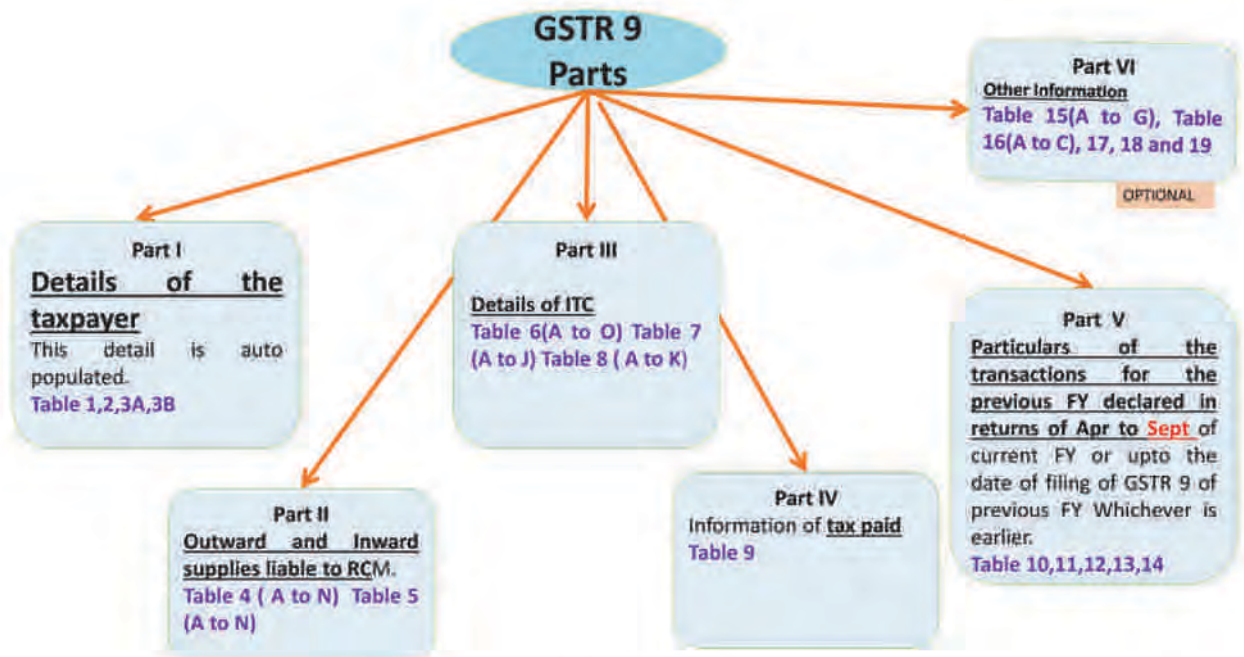 GSTR 9
Parts
Part I
Details of the
taxpayer
This detail is auto
populated.
Table 1,2,3A,3B
Part II
Outward and Inward
supplies liable to RCM.
Table 4 ( A to N) Table 5
(A to N)
Part III
Details of ITC
Table 6(A to O) Table 7
(A to J) Table 8 ( A to K)
Part IV
Information of tax paid
Table 9
Part V
Particulars of the
transactions for the
previous FY declared in
returns of Apr to Sept of
current FY or upto the
date of filing of GSTR 9 of
previous FY Whichever is
earlier.
Table 10,11,12,13,14
Part VI
Other Information
Table 15(A to G), Table
16(A to C), 17, 18 and 19
OPTIONAL